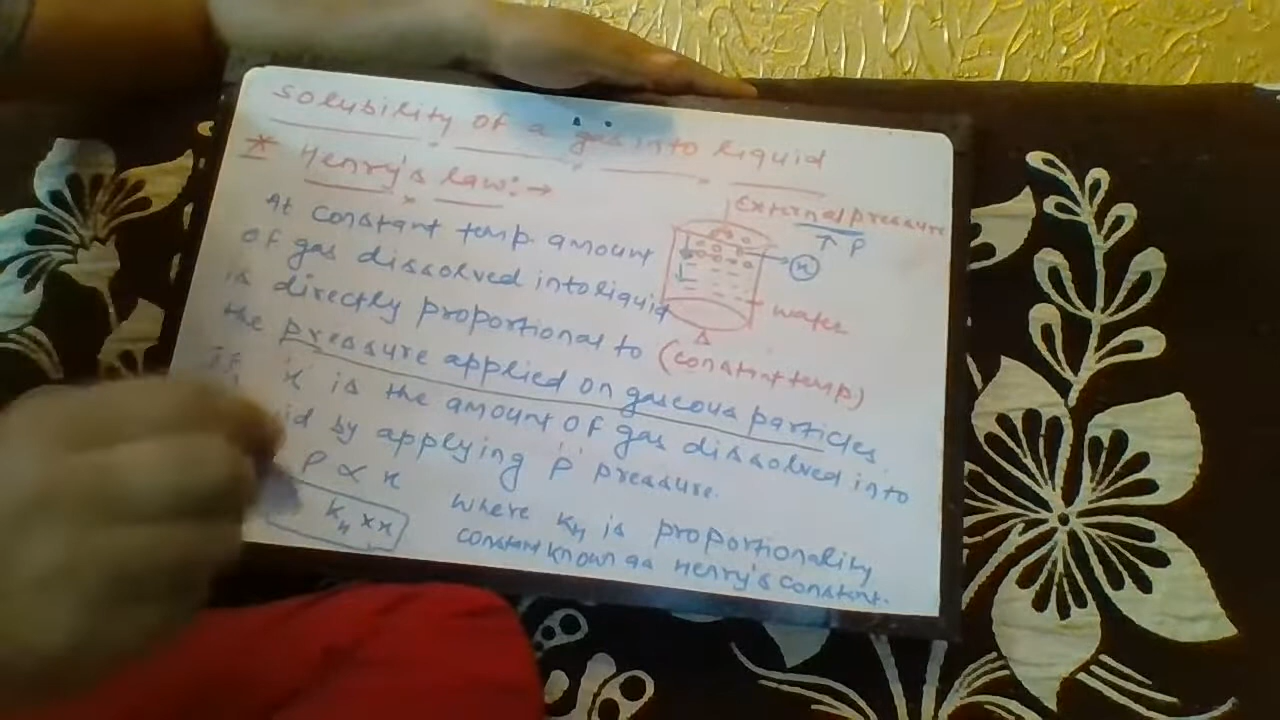 Solubility of a gas into liquid
* Henry's law:→
External pressure
↑ P
At constant temp. amount
x
of gas dissolved into liquid
water
is directly proportional to
Δ
(constant temp)
the pressure applied on gaseous particles.
If 'x' is the amount of gas dissolved into
by applying 'P' pressure.
P ∝ x
KH × x
where KH is proportionality
constant known as Henry's constant.